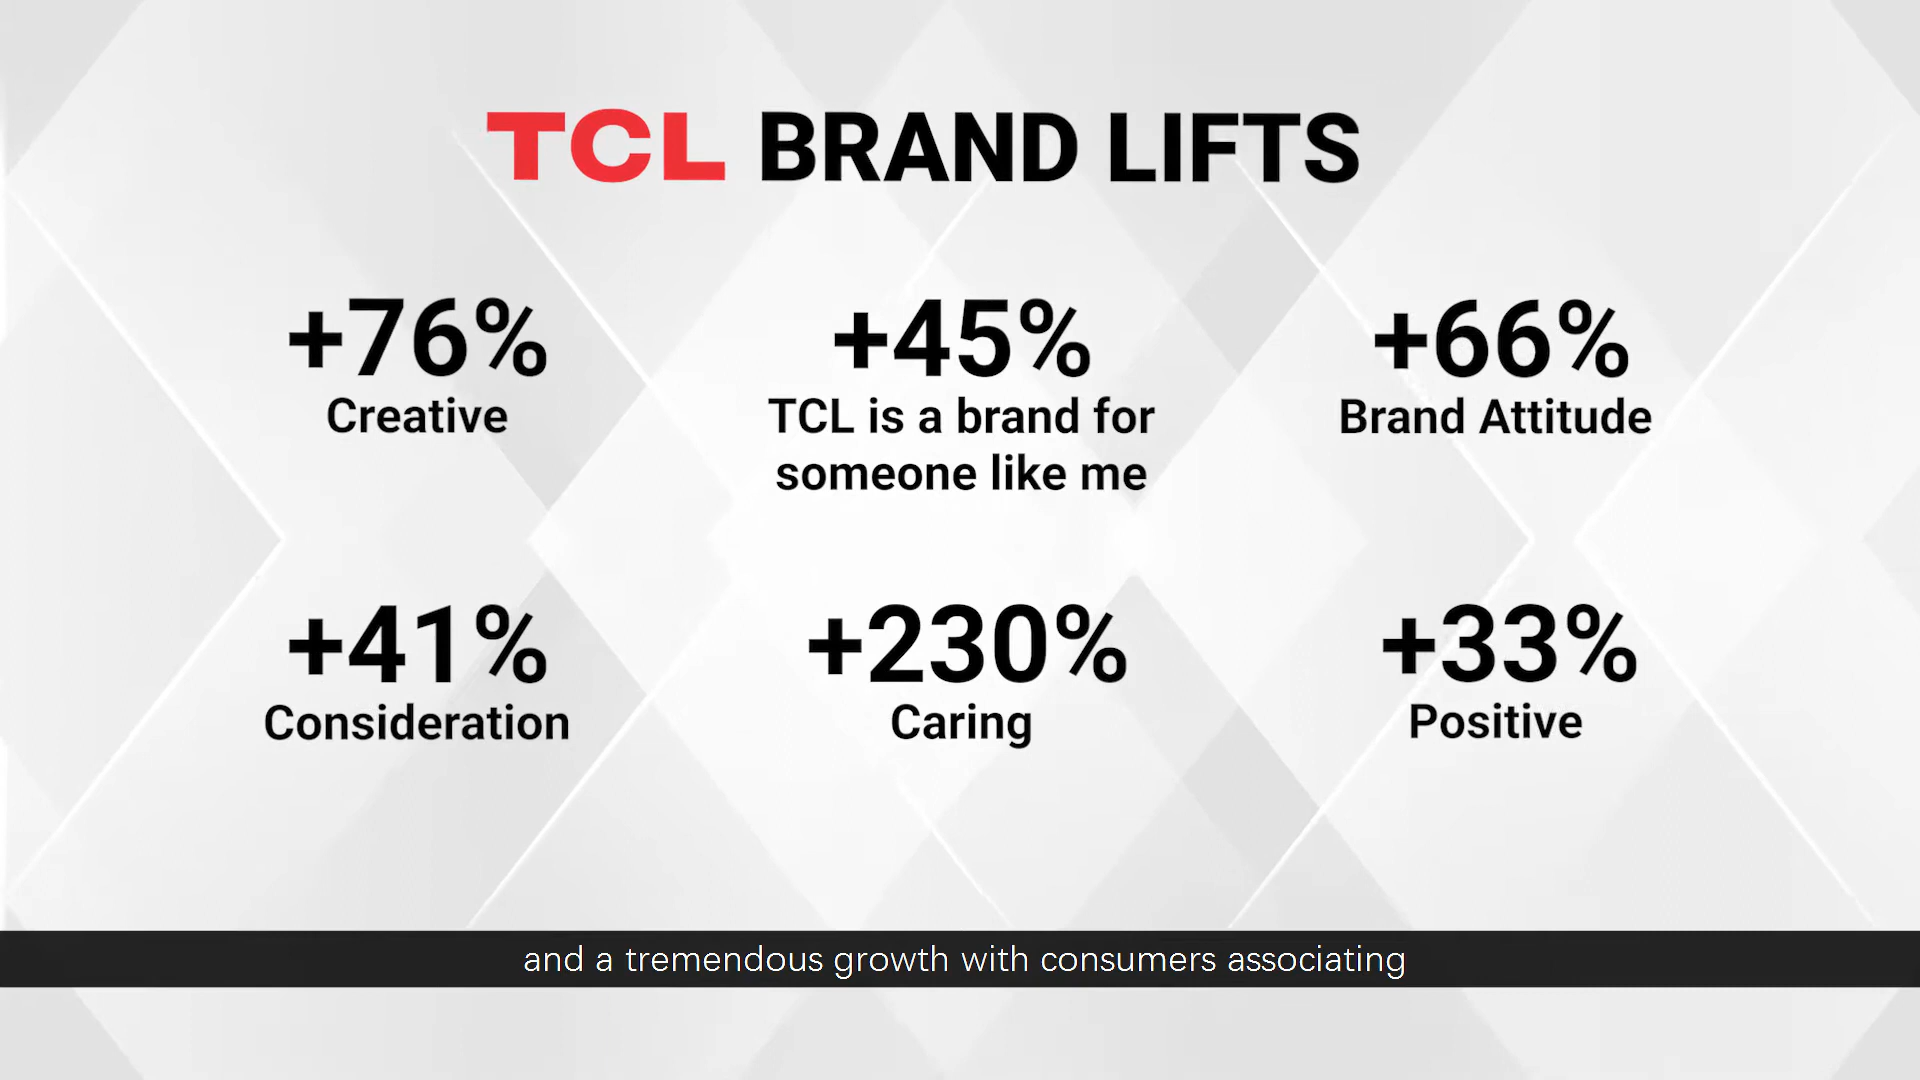 TCL BRAND LIFTS
+76%
Creative
+45%
TCL is a brand for
someone like me
+66%
Brand Attitude
+41%
Consideration
+230%
Caring
+33%
Positive
and a tremendous growth with consumers associating